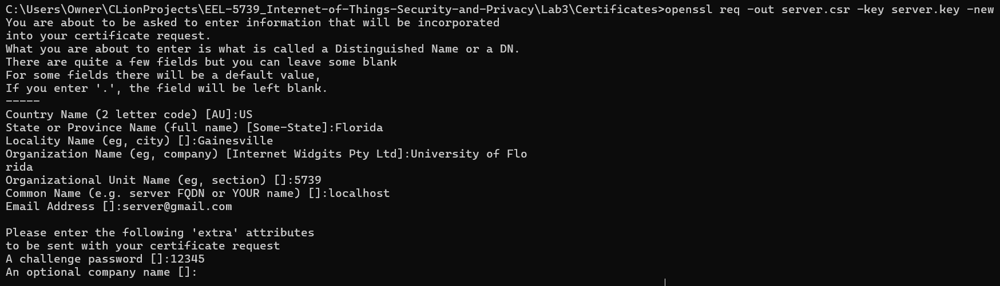 C:\Users\Owner\CLionProjects\EEL-5739_Internet-of-Things-Security-and-Privacy\Lab3\Certificates>openssl req -out server.csr -key server.key -new
You are about to be asked to enter information that will be incorporated
into your certificate request.
What you are about to enter is what is called a Distinguished Name or a DN.
There are quite a few fields but you can leave some blank
For some fields there will be a default value,
If you enter '.', the field will be left blank.
-----
Country Name (2 letter code) [AU]:US
State or Province Name (full name) [Some-State]:Florida
Locality Name (eg, city) []:Gainesville
Organization Name (eg, company) [Internet Widgits Pty Ltd]:University of Flo
rida
Organizational Unit Name (eg, section) []:5739
Common Name (e.g. server FQDN or YOUR name) []:localhost
Email Address []:server@gmail.com

Please enter the following 'extra' attributes
to be sent with your certificate request
A challenge password []:12345
An optional company name []: